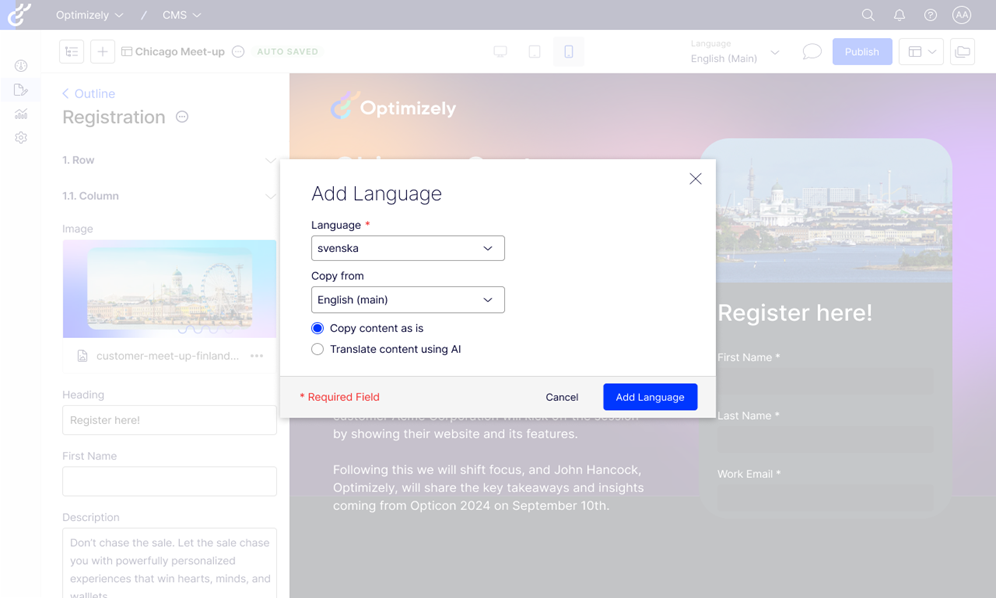 Optimizely / CMS
AA
Chicago Meet-up
AUTO SAVED
Language
English (Main)
Publish
Outline
Registration
1. Row
1.1. Column
Image
customer-meet-up-finland...
Heading
Register here!
First Name
Description
Don't chase the sale. Let the sale chase
you with powerfully personalized
experiences that win hearts, minds, and
Optimizely
Add Language
Language *
svenska
Copy from
English (main)
Copy content as is
Translate content using AI
* Required Field
Cancel
Add Language
by showing their website and its features.
Following this we will shift focus, and John Hancock,
Optimizely, will share the key takeaways and insights
coming from Opticon 2024 on September 10th.
Register here!
First Name *
Last Name *
Work Email *